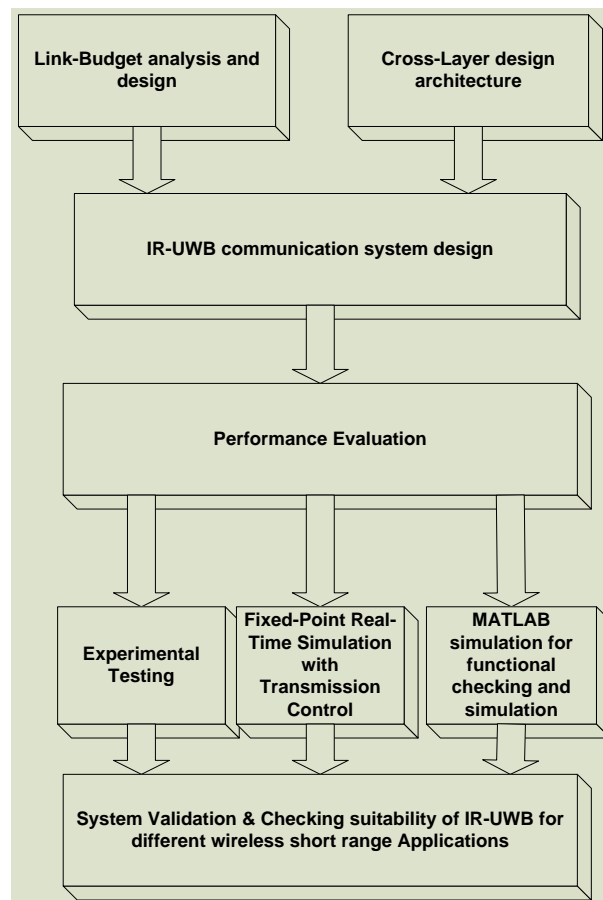 Link-Budget analysis and
design
Cross-Layer design
architecture
IR-UWB communication system design
Performance Evaluation
Experimental
Testing
Fixed-Point Real-
Time Simulation
with
Transmission
Control
MATLAB
simulation for
functional
checking and
simulation
System Validation & Checking suitability of IR-UWB for
different wireless short range Applications